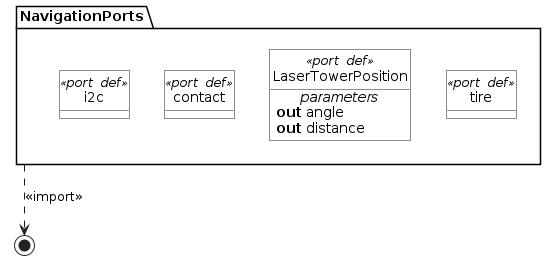 NavigationPorts
«port def»
i2c
«port def»
contact
«port def»
LaserTowerPosition
parameters
out angle
out distance
«port def»
tire
«import»